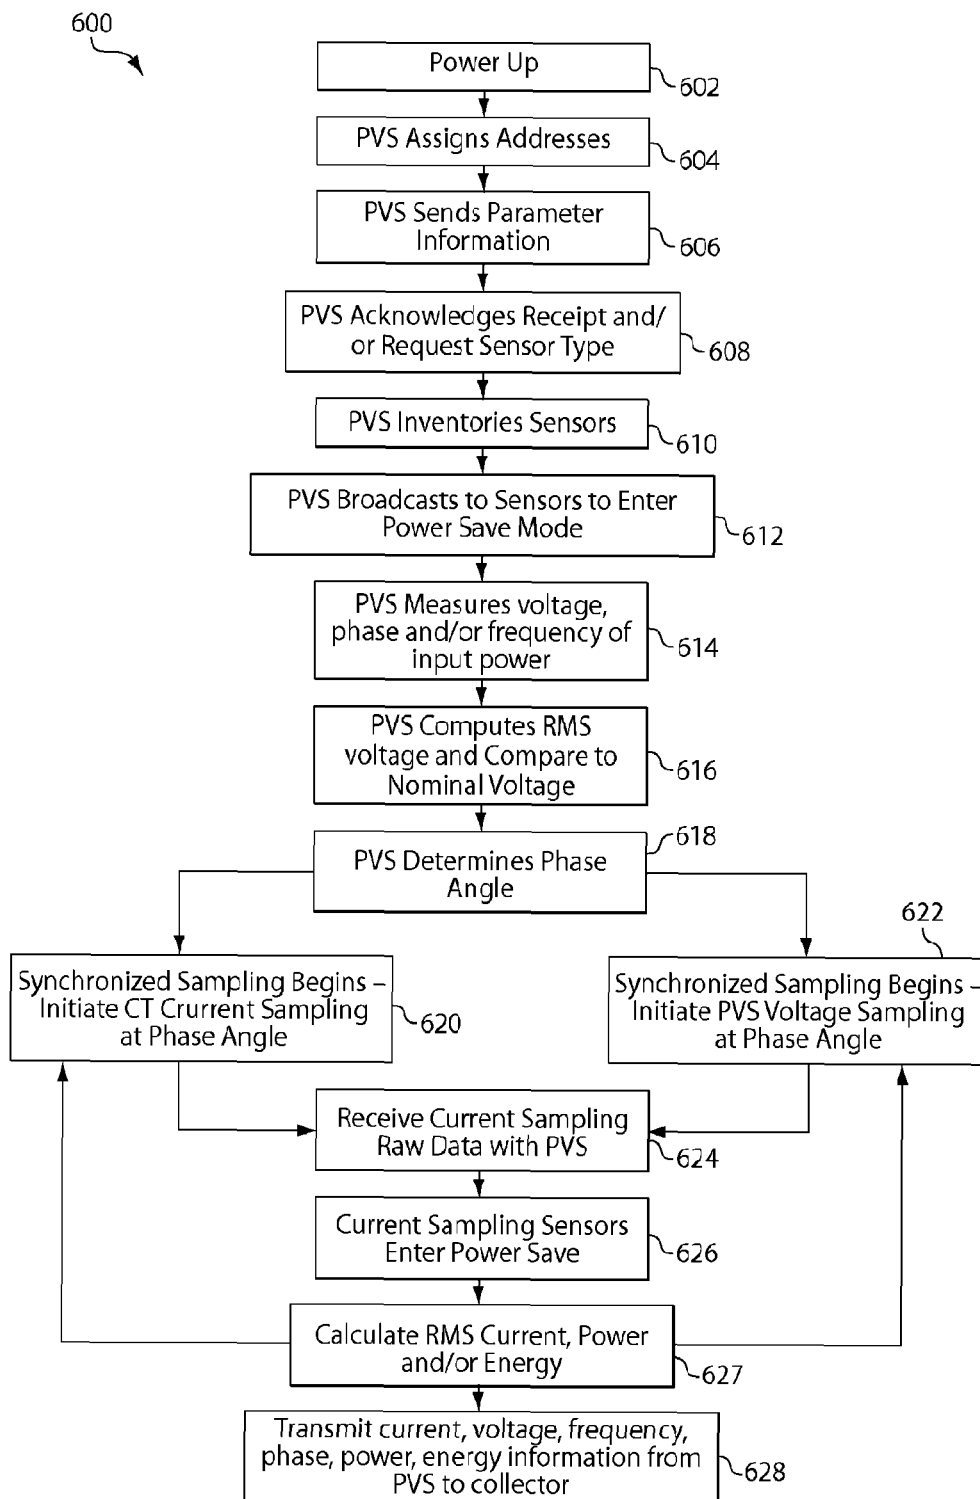 600
Power Up
602
PVS Assigns Addresses
604
PVS Sends Parameter
Information
606
PVS Acknowledges Receipt and/
or Request Sensor Type
608
PVS Inventories Sensors
610
PVS Broadcasts to Sensors to Enter
Power Save Mode
612
PVS Measures voltage,
phase and/or frequency of
input power
614
PVS Computes RMS
voltage and Compare to
Nominal Voltage
616
PVS Determines Phase
Angle
618
Synchronized Sampling Begins –
Initiate CT Crurrent Sampling
at Phase Angle
620
622
Synchronized Sampling Begins –
Initiate PVS Voltage Sampling
at Phase Angle
Receive Current Sampling
Raw Data with PVS
624
Current Sampling Sensors
Enter Power Save
626
Calculate RMS Current, Power
and/or Energy
627
Transmit current, voltage, frequency,
phase, power, energy information from
PVS to collector
628